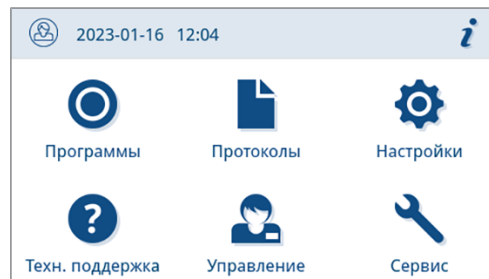 2023-01-16 12:04 i
Программы Протоколы Настройки
? 
Техн. поддержка Управление Сервис